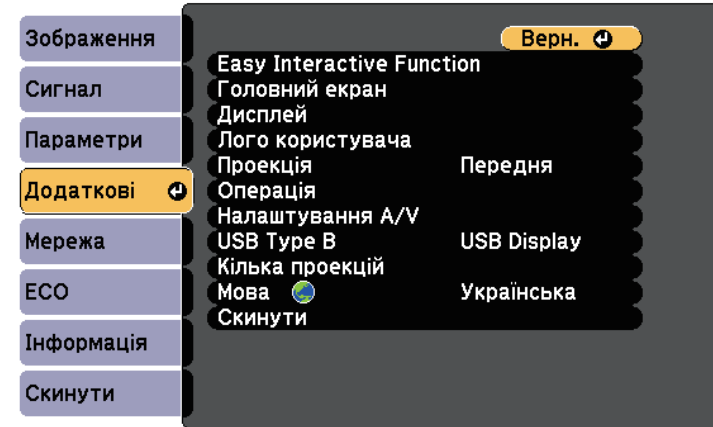 Зображення
Сигнал
Параметри
Додаткові
Мережа
ECO
Інформація
Скинути
Верн.
Easy Interactive Function
Головний екран
Дисплей
Лого користувача
Проекція Передня
Операція
Налаштування A/V
USB Type B USB Display
Кілька проекцій
Мова Українська
Скинути